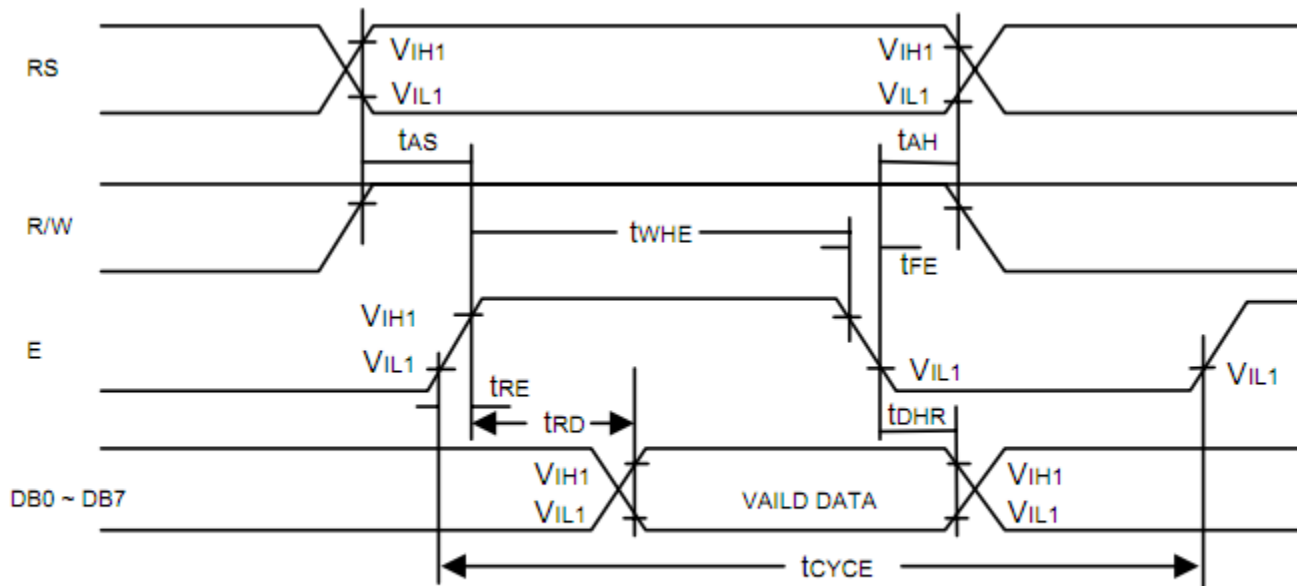 RS
VIH1
VIH1
VIL1
VIL1
tAS
tAH
R/W
tWHE
tFE
E
VIH1
VIL1
VIL1
VIL1
tRE
tRD
tDHR
DB0 ~ DB7
VIH1
VAILD DATA
VIH1
VIL1
VIL1
tCYCE